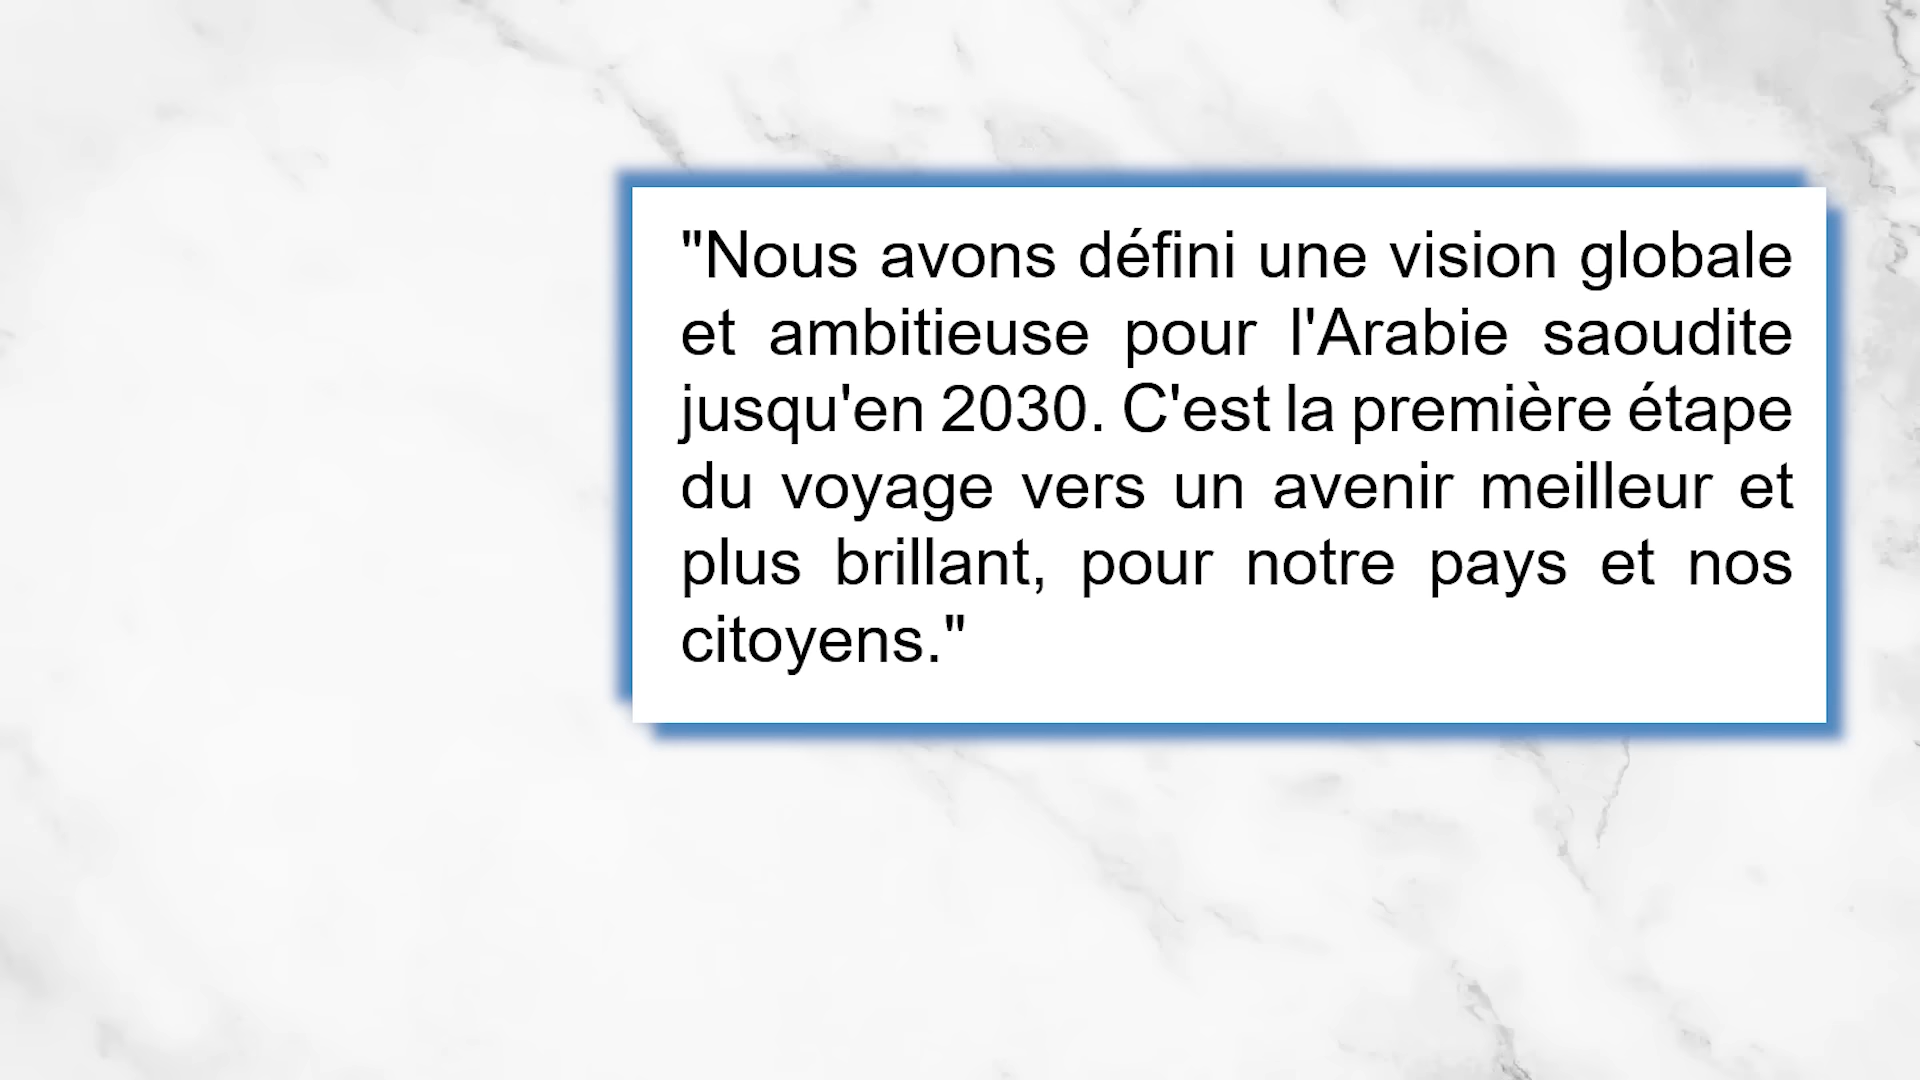 "Nous avons défini une vision globale
et ambitieuse pour l'Arabie saoudite
jusqu'en 2030. C'est la première étape
du voyage vers un avenir meilleur et
plus brillant, pour notre pays et nos
citoyens."